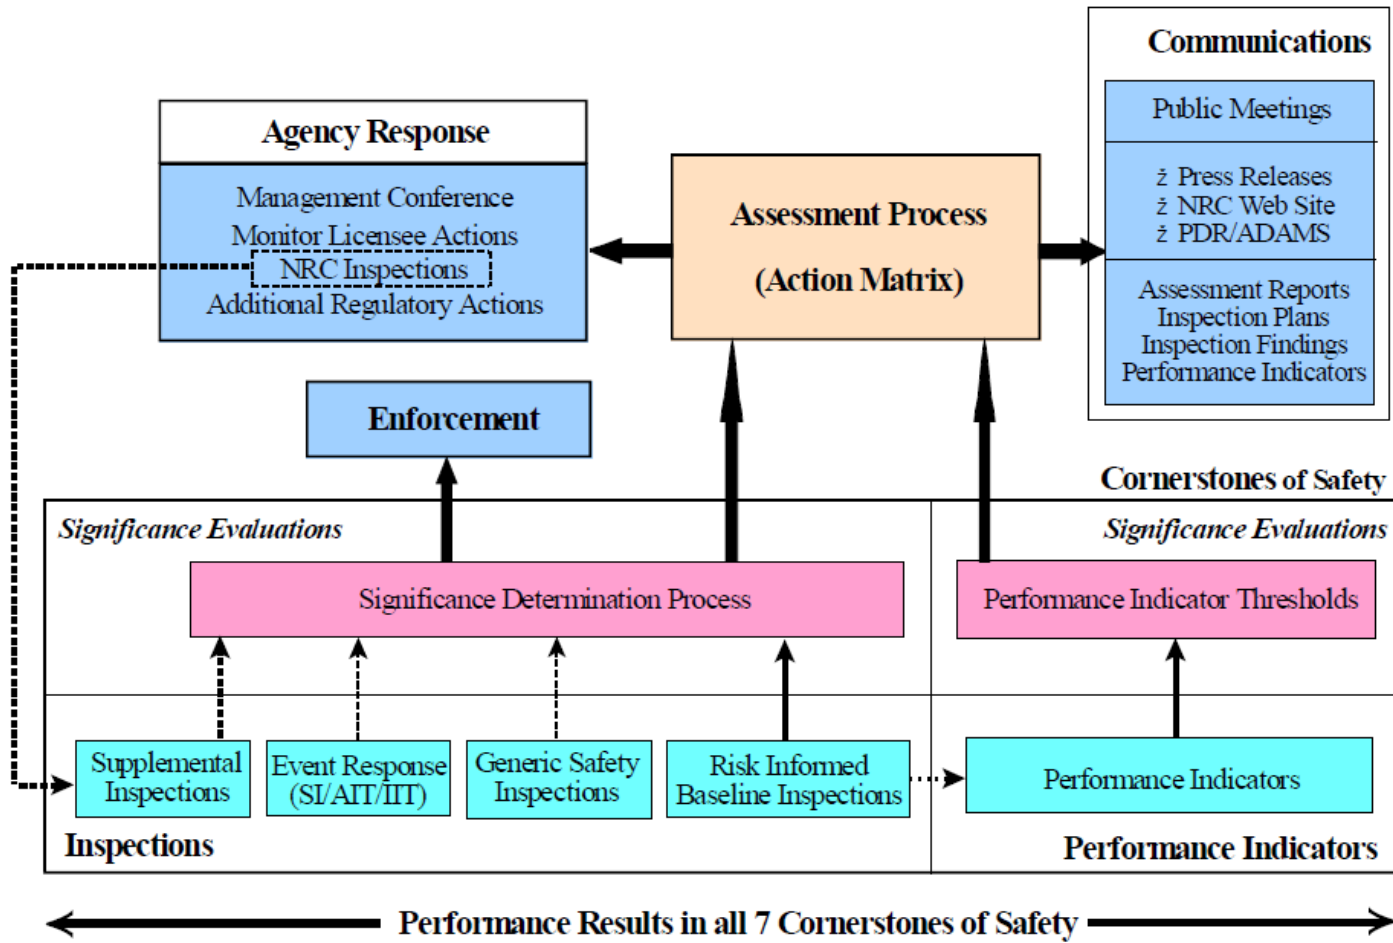 Communications
Public Meetings
ž Press Releases
ž NRC Web Site
ž PDR/ADAMS
Assessment Reports
Inspection Plans
Inspection Findings
Performance Indicators
Agency Response
Management Conference
Monitor Licensee Actions
NRC Inspections
Additional Regulatory Actions
Assessment Process
(Action Matrix)
Enforcement
Cornerstones of Safety
Significance Evaluations
Significance Evaluations
Significance Determination Process
Performance Indicator Thresholds
Supplemental
Inspections
Event Response
(SI/AIT/IIT)
Generic Safety
Inspections
Risk Informed
Baseline Inspections
Performance Indicators
Inspections
Performance Indicators
Performance Results in all 7 Cornerstones of Safety